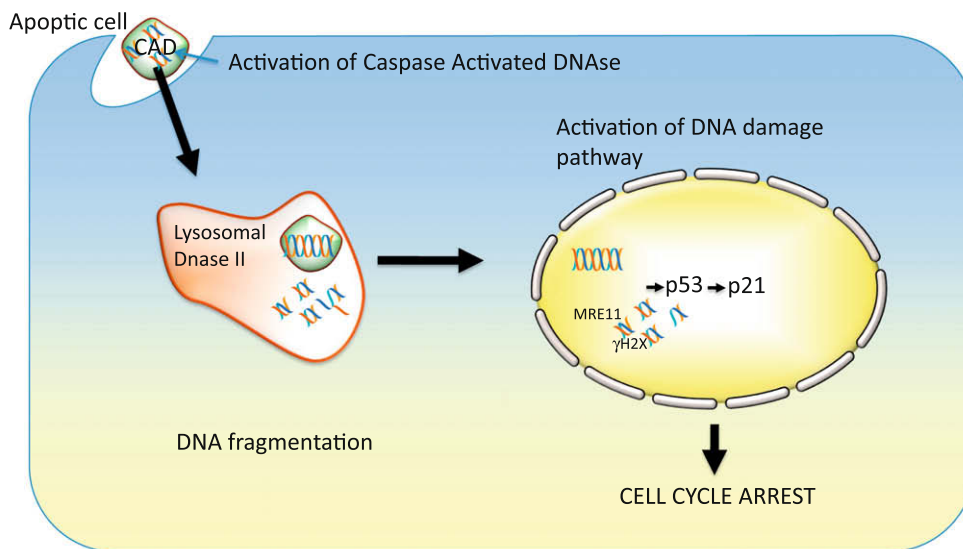 Apoptic cell
CAD
Activation of Caspase Activated DNAse
Activation of DNA damage
pathway
Lysosomal
Dnase II
p53
p21
MRE11
γH2X
DNA fragmentation
CELL CYCLE ARREST